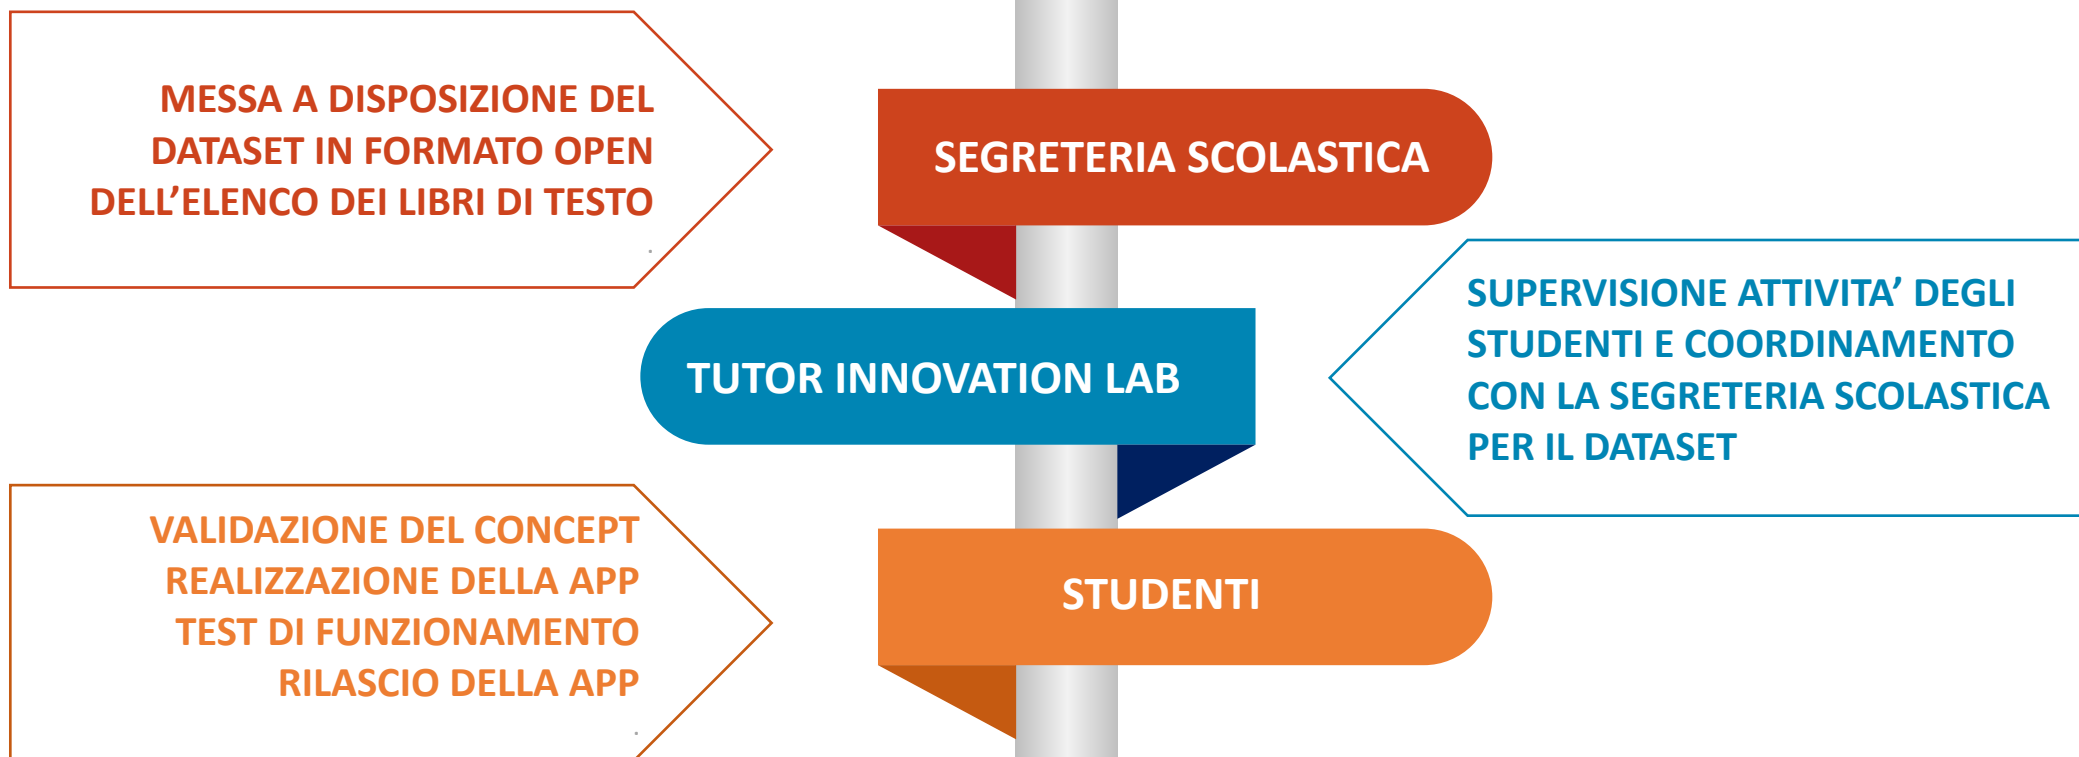 MESSA A DISPOSIZIONE DEL
DATASET IN FORMATO OPEN
DELL’ELENCO DEI LIBRI DI TESTO
.
SEGRETERIA SCOLASTICA
TUTOR INNOVATION LAB
SUPERVISIONE ATTIVITA’ DEGLI
STUDENTI E COORDINAMENTO
CON LA SEGRETERIA SCOLASTICA
PER IL DATASET
VALIDAZIONE DEL CONCEPT
REALIZZAZIONE DELLA APP
TEST DI FUNZIONAMENTO
RILASCIO DELLA APP
.
STUDENTI